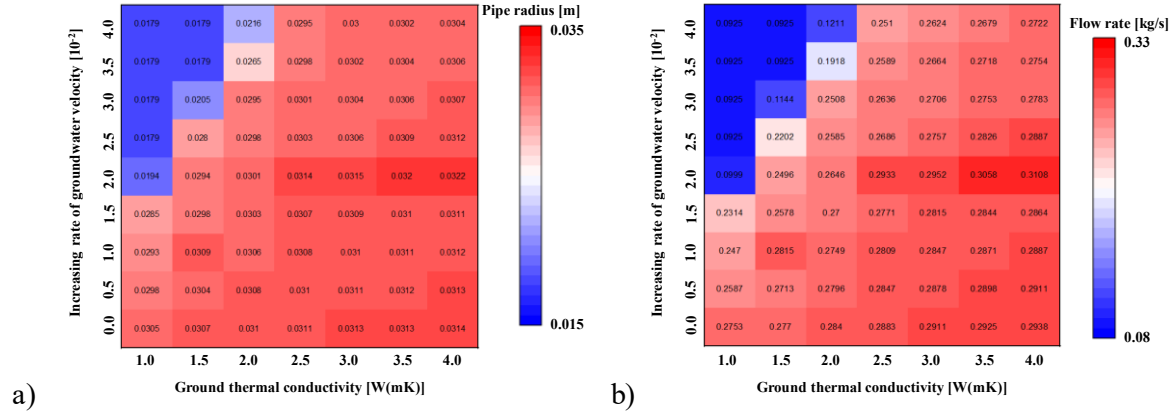 Pipe radius [m]
0.035
0.015
Increasing rate of groundwater velocity [10⁻²]
4.0 0.0179 0.0179 0.0216 0.0295 0.03 0.0302 0.0304
3.5 0.0179 0.0179 0.0265 0.0298 0.0302 0.0304 0.0306
3.0 0.0179 0.0205 0.0295 0.0301 0.0304 0.0306 0.0307
2.5 0.0179 0.028 0.0298 0.0303 0.0306 0.0309 0.0312
2.0 0.0194 0.0294 0.0301 0.0314 0.0315 0.032 0.0322
1.5 0.0285 0.0298 0.0303 0.0307 0.0309 0.031 0.0311
1.0 0.0293 0.0309 0.0306 0.0308 0.031 0.0311 0.0312
0.5 0.0298 0.0304 0.0308 0.031 0.0311 0.0312 0.0313
0.0 0.0305 0.0307 0.031 0.0311 0.0313 0.0313 0.0314
1.0 1.5 2.0 2.5 3.0 3.5 4.0
Ground thermal conductivity [W(mK)]
a)
Flow rate [kg/s]
0.33
0.08
Increasing rate of groundwater velocity [10⁻²]
4.0 0.0925 0.0925 0.1211 0.251 0.2624 0.2679 0.2722
3.5 0.0925 0.0925 0.1918 0.2589 0.2664 0.2718 0.2754
3.0 0.0925 0.1144 0.2508 0.2636 0.2706 0.2753 0.2783
2.5 0.0925 0.2202 0.2585 0.2686 0.2757 0.2826 0.2887
2.0 0.0999 0.2496 0.2646 0.2933 0.2952 0.3058 0.3108
1.5 0.2314 0.2578 0.27 0.2771 0.2815 0.2844 0.2864
1.0 0.247 0.2815 0.2749 0.2809 0.2847 0.2871 0.2887
0.5 0.2587 0.2713 0.2796 0.2847 0.2878 0.2898 0.2911
0.0 0.2753 0.277 0.284 0.2883 0.2911 0.2925 0.2938
1.0 1.5 2.0 2.5 3.0 3.5 4.0
Ground thermal conductivity [W(mK)]
b)